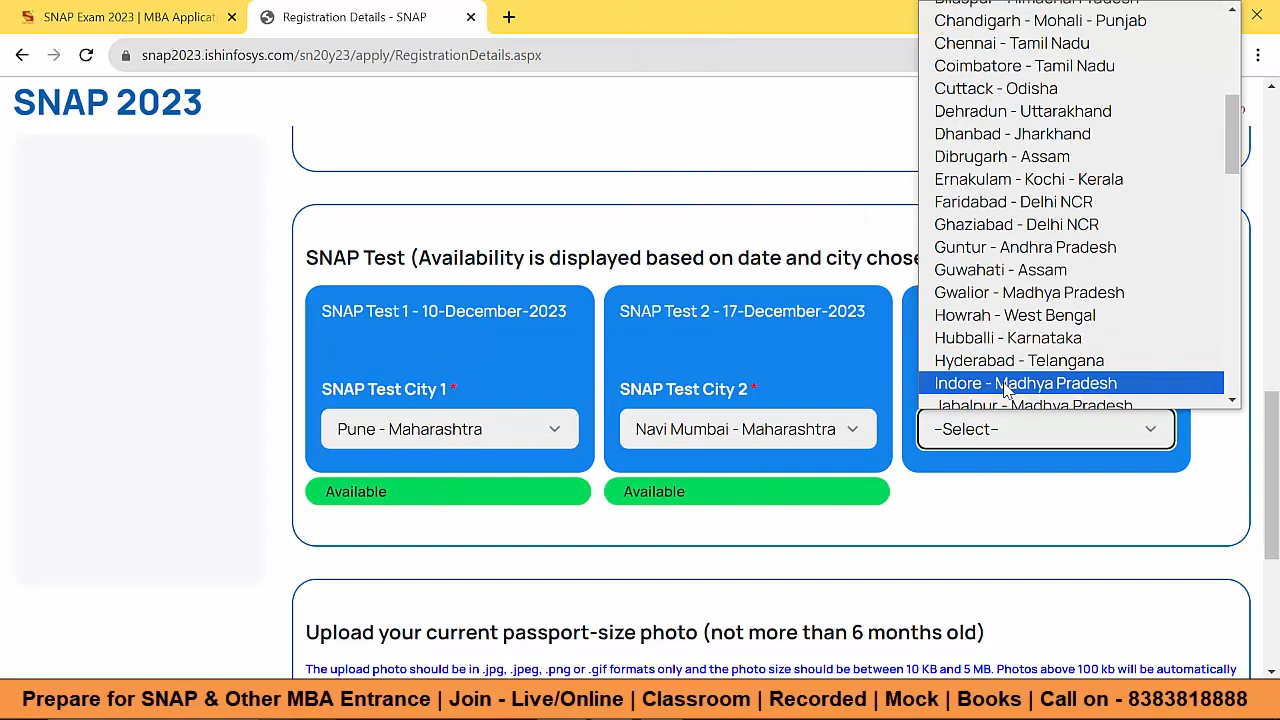 SNAP Exam 2023 | MBA Applicat
Registration Details - SNAP
snap2023.ishinfosys.com/sn20y23/apply/RegistrationDetails.aspx
SNAP 2023
SNAP Test (Availability is displayed based on date and city chose
SNAP Test 1 - 10-December-2023
SNAP Test City 1 *
Pune - Maharashtra
Available
SNAP Test 2 - 17-December-2023
SNAP Test City 2 *
Navi Mumbai - Maharashtra
Available
Chandigarh - Mohali - Punjab
Chennai - Tamil Nadu
Coimbatore - Tamil Nadu
Cuttack - Odisha
Dehradun - Uttarakhand
Dhanbad - Jharkhand
Dibrugarh - Assam
Ernakulam - Kochi - Kerala
Faridabad - Delhi NCR
Ghaziabad - Delhi NCR
Guntur - Andhra Pradesh
Guwahati - Assam
Gwalior - Madhya Pradesh
Howrah - West Bengal
Hubballi - Karnataka
Hyderabad - Telangana
Indore - Madhya Pradesh
Jabalpur - Madhya Pradesh
–Select–
Upload your current passport-size photo (not more than 6 months old)
The upload photo should be in .jpg, .jpeg, .png or .gif formats only and the photo size should be between 10 KB and 5 MB. Photos above 100 kb will be automatically
Prepare for SNAP & Other MBA Entrance | Join - Live/Online | Classroom | Recorded | Mock | Books | Call on - 8383818888